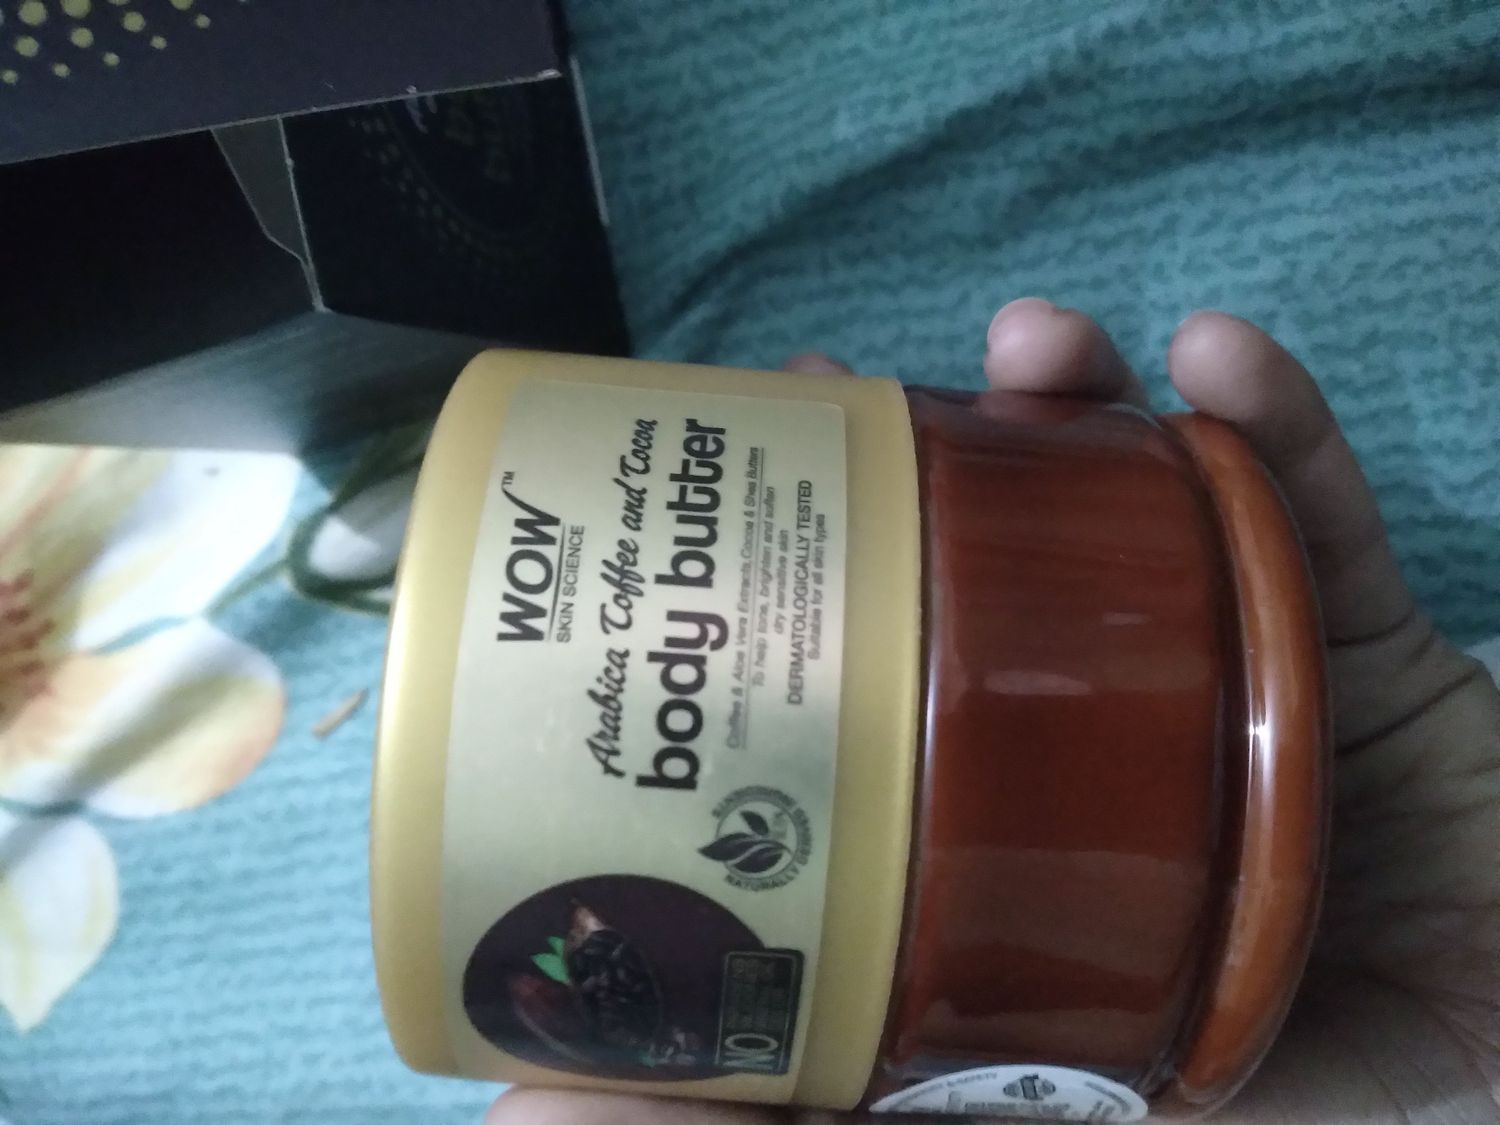 WOW™
SKIN SCIENCE
Arabica Coffee and Cocoa
body butter
Coffee & Aloe Vera Extracts, Cocoa & Shea Butters
To help tone, brighten and soften
dry sensitive skin
DERMATOLOGICALLY TESTED
Suitable for all skin types
NATURALLY DERIVED
NO